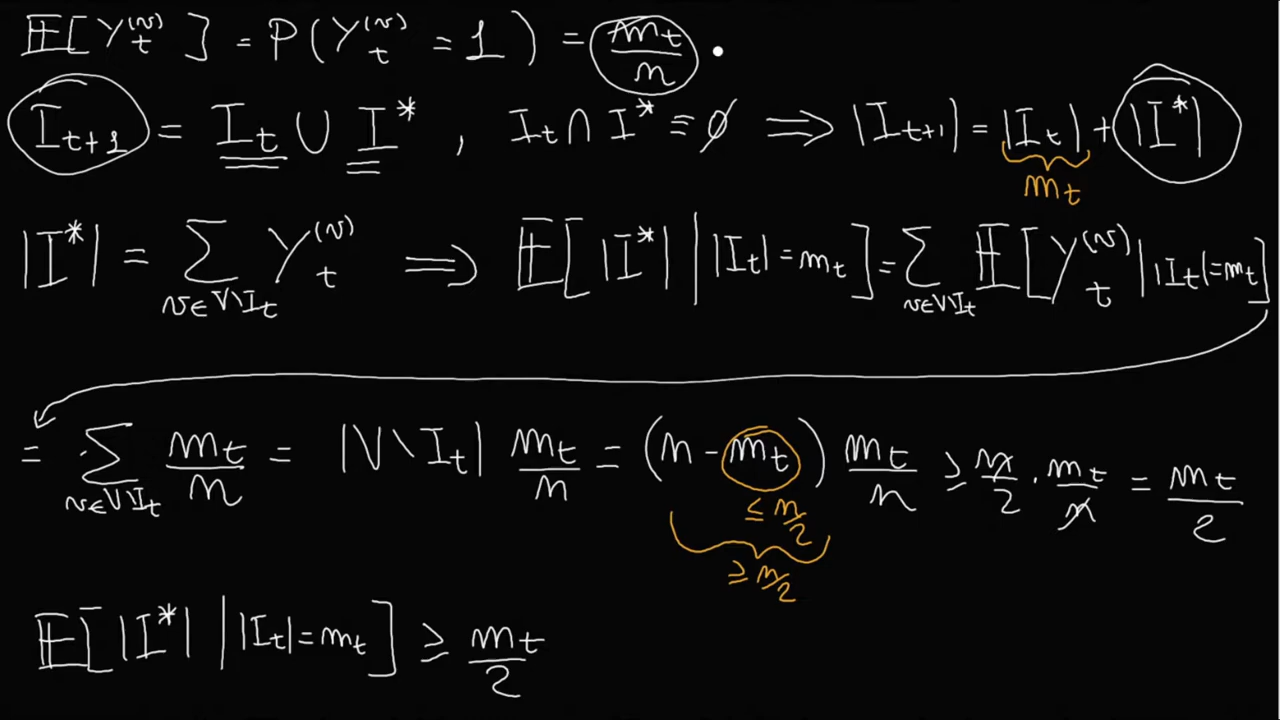 𝔼[Y_t^{(v)}] = P(Y_t^{(v)} = 1) = m_t/n .
I_{t+1} = I_t ∪ I^* , I_t ∩ I^* ≡ ∅ ⟹ |I_{t+1}| = |I_t| + |I^*|
m_t
|I^*| = ∑_{v∈V\I_t} Y_t^{(v)} ⟹ 𝔼[|I^*| | |I_t| = m_t] = ∑_{v∈V\I_t} 𝔼[Y_t^{(v)} | |I_t| = m_t]
= ∑_{v∈V\I_t} m_t/n = |V\I_t| m_t/n = (n - m_t) m_t/n ≥ n/2 · m_t/n = m_t/2
≤ n/2
≥ n/2
𝔼[|I^*| | |I_t| = m_t] ≥ m_t/2